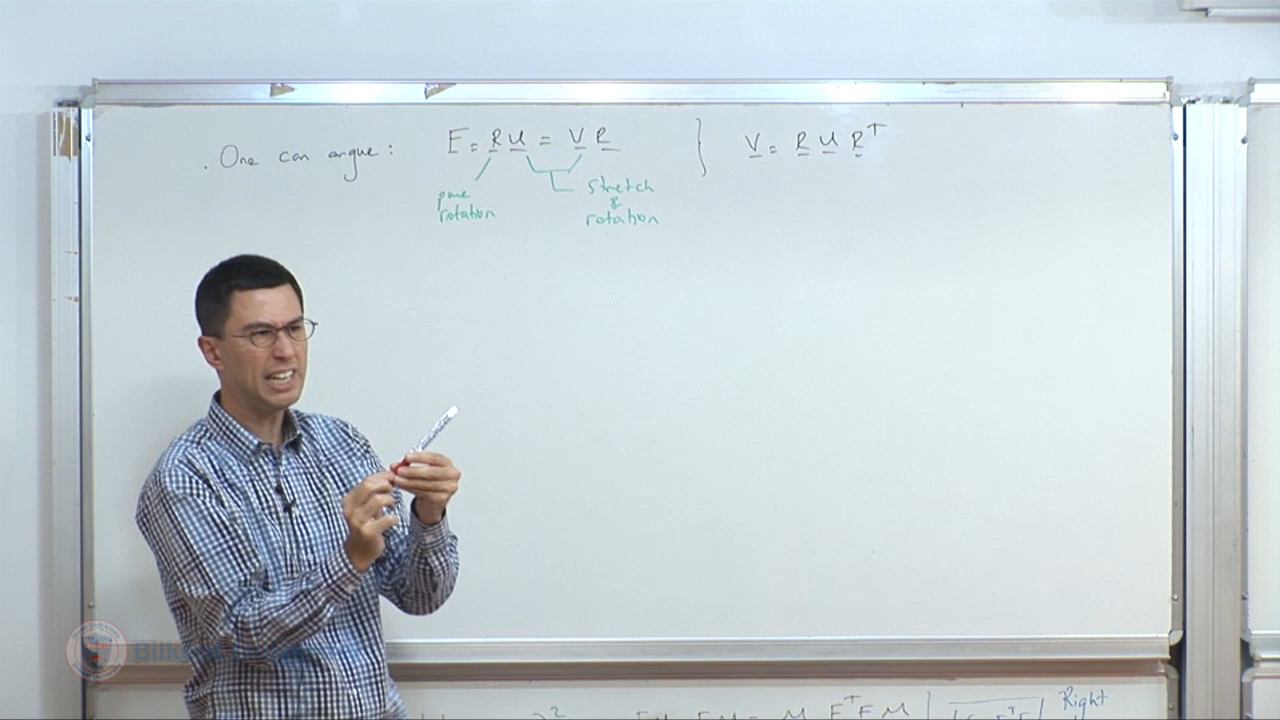 . One can argue: F = R U = V R } V = R U R^T
pure rotation
stretch & rotation
Right